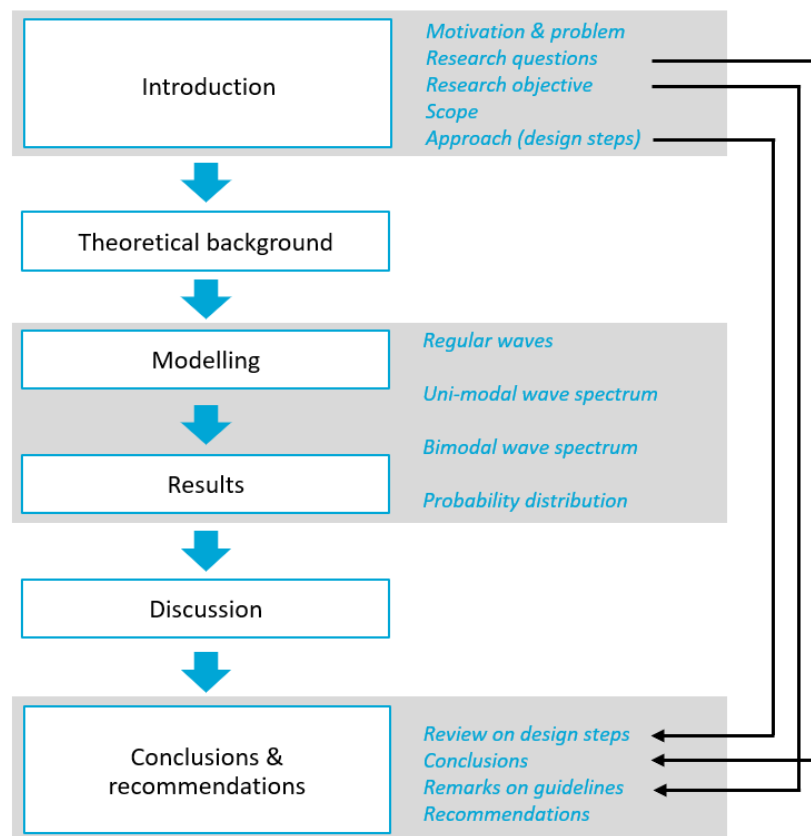 Introduction
Motivation & problem
Research questions
Research objective
Scope
Approach (design steps)
Theoretical background
Modelling
Regular waves
Uni-modal wave spectrum
Bimodal wave spectrum
Results
Probability distribution
Discussion
Conclusions &
recommendations
Review on design steps
Conclusions
Remarks on guidelines
Recommendations